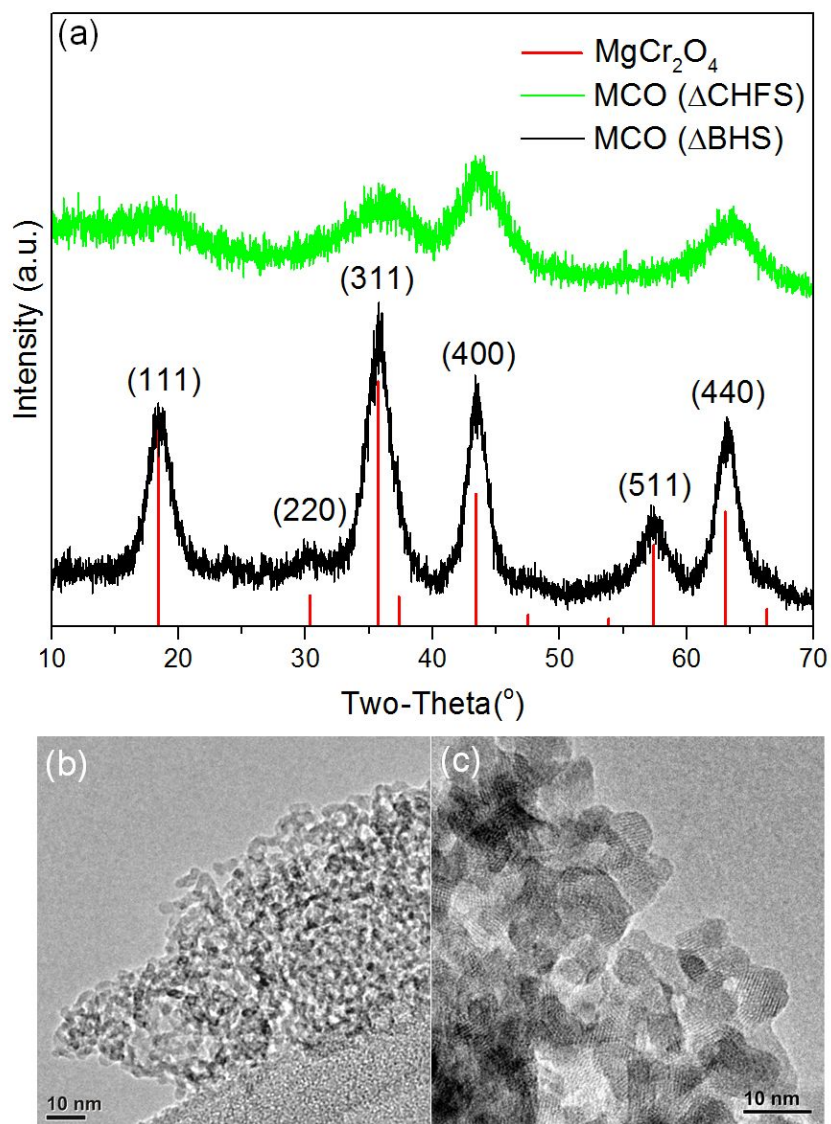 (a)
MgCr₂O₄
MCO (ΔCHFS)
MCO (ΔBHS)
Intensity (a.u.)
(111)
(220)
(311)
(400)
(511)
(440)
10 20 30 40 50 60 70
Two-Theta(°)
(b)
10 nm
(c)
10 nm